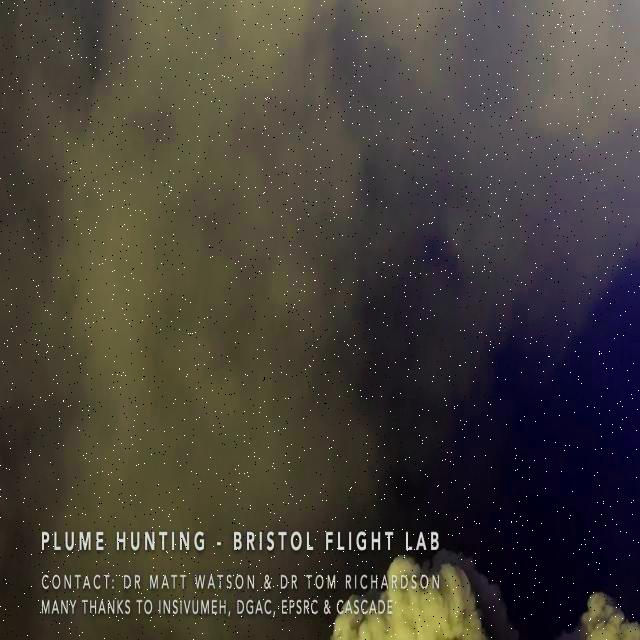 PLUME HUNTING - BRISTOL FLIGHT LAB
CONTACT: DR MATT WATSON & DR TOM RICHARDSON
MANY THANKS TO INSIVUMEH, DGAC, EPSRC & CASCADE